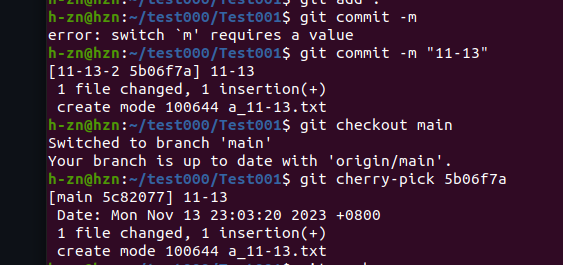 h-zn@hzn:~/test000/Test001$ git add .
h-zn@hzn:~/test000/Test001$ git commit -m
error: switch `m' requires a value
h-zn@hzn:~/test000/Test001$ git commit -m "11-13"
[11-13-2 5b06f7a] 11-13
 1 file changed, 1 insertion(+)
 create mode 100644 a_11-13.txt
h-zn@hzn:~/test000/Test001$ git checkout main
Switched to branch 'main'
Your branch is up to date with 'origin/main'.
h-zn@hzn:~/test000/Test001$ git cherry-pick 5b06f7a
[main 5c82077] 11-13
 Date: Mon Nov 13 23:03:20 2023 +0800
 1 file changed, 1 insertion(+)
 create mode 100644 a_11-13.txt